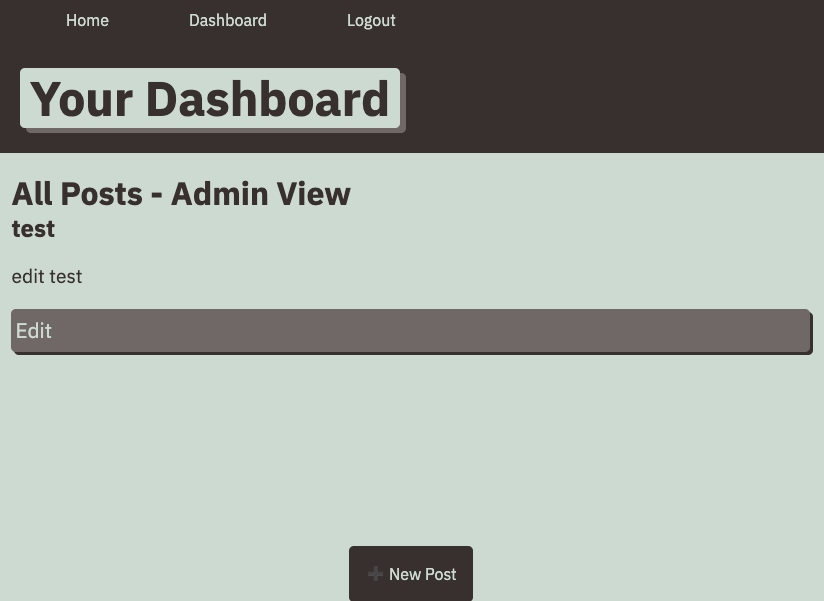 Home Dashboard Logout
Your Dashboard
All Posts - Admin View
test
edit test
Edit
➕ New Post